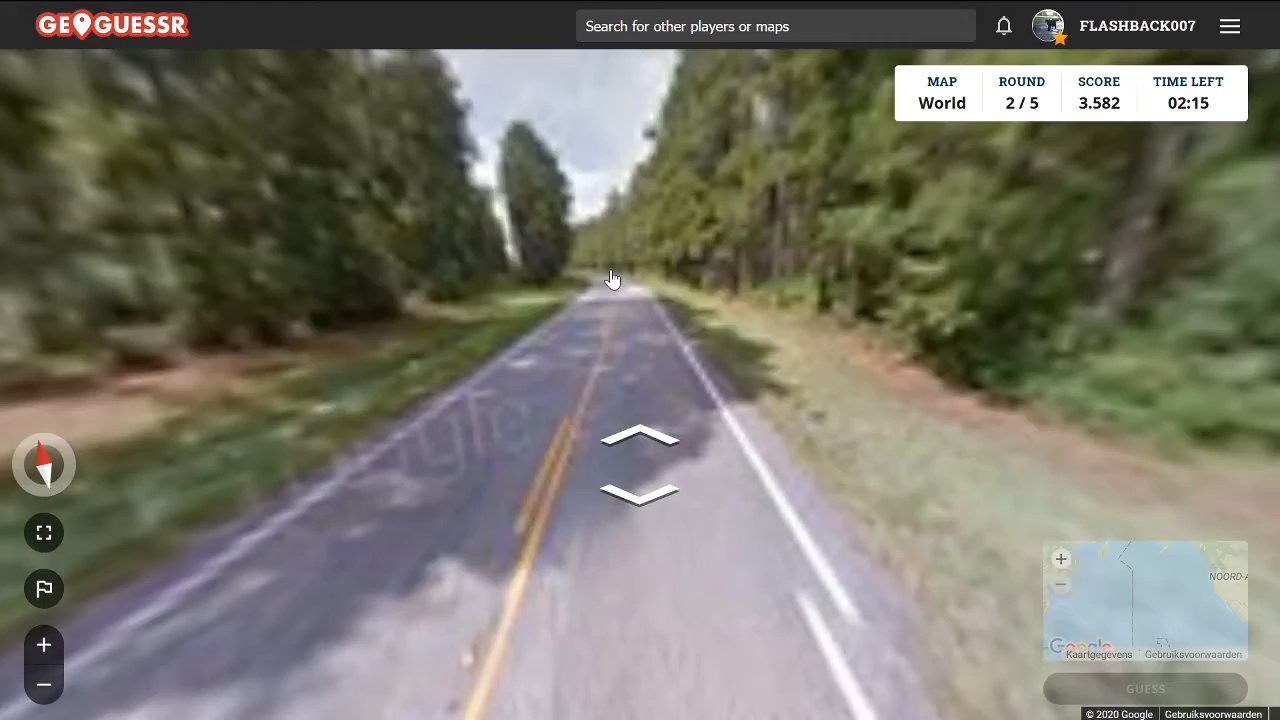 GEOGUESSR
Search for other players or maps
FLASHBACK007
MAP ROUND SCORE TIME LEFT
World 2 / 5 3.582 02:15
NOORD-A
Google
Kaartgegevens Gebruiksvoorwaarden
GUESS
© 2020 Google Gebruiksvoorwaarden